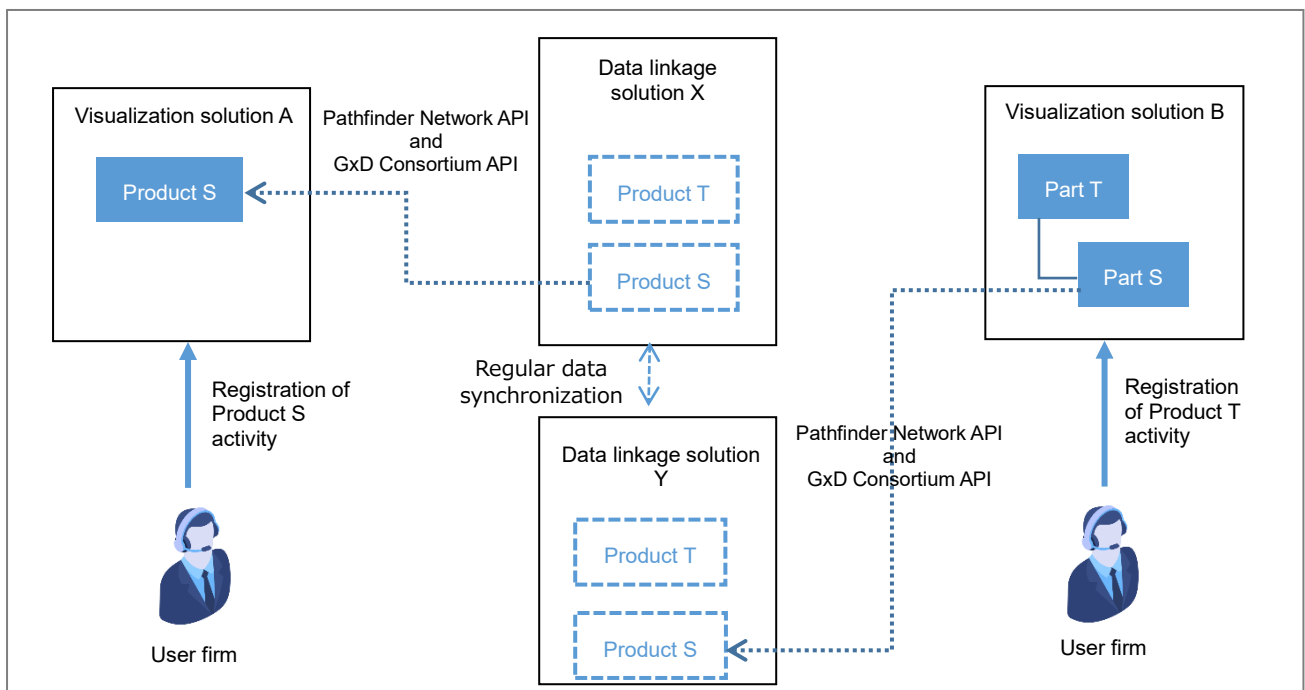 Visualization solution A
Product S
Registration of
Product S
activity
User firm
Pathfinder Network API
and
GxD Consortium API
Data linkage
solution X
Product T
Product S
Regular data
synchronization
Data linkage solution
Y
Product T
Product S
Pathfinder Network API
and
GxD Consortium API
Visualization solution B
Part T
Part S
Registration
of Product T
activity
User firm